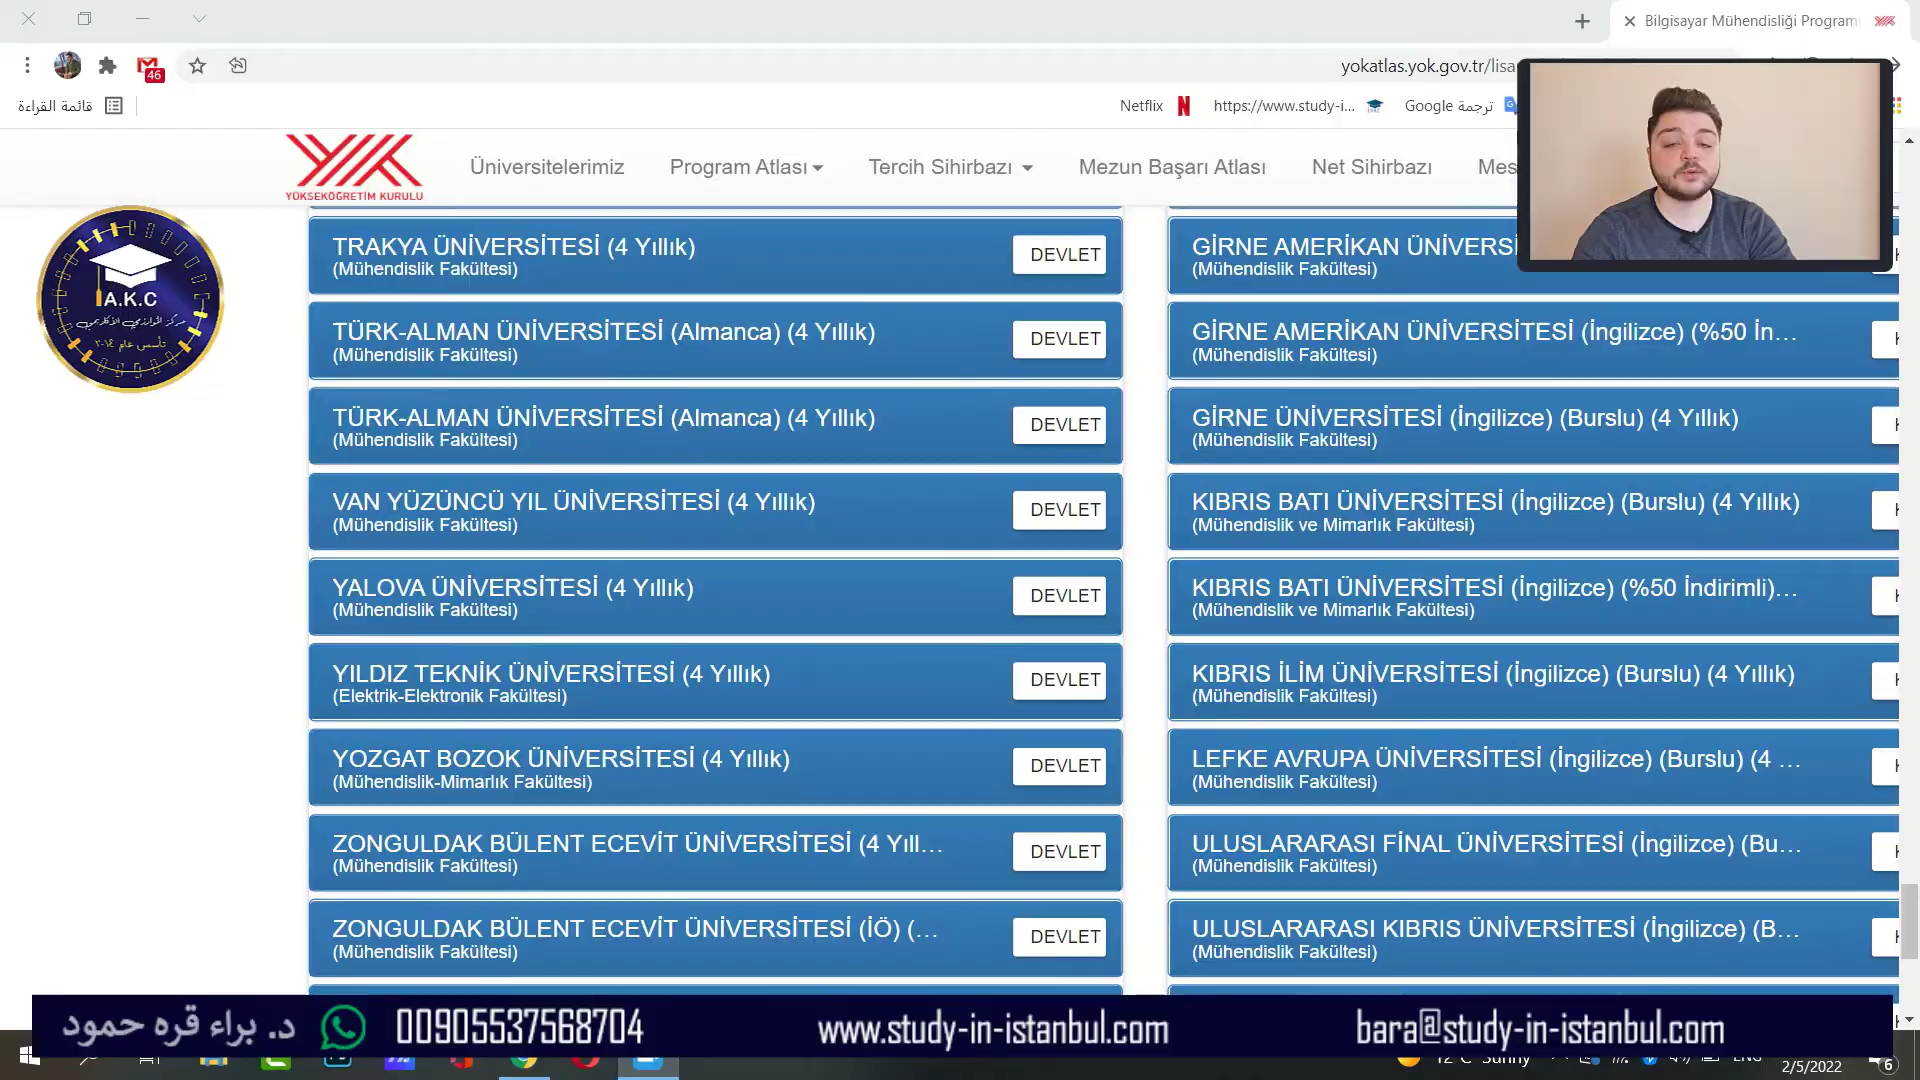 Bilgisayar Mühendisliği Program
46
yokatlas.yok.gov.tr/lisa
قائمة القراءة
Netflix
https://www.study-i...
ترجمة Google
YÜKSEKÖĞRETİM KURULU
Üniversitelerimiz
Program Atlası
Tercih Sihirbazı
Mezun Başarı Atlası
Net Sihirbazı
Mes
A.K.C
مركز الخوارزمي الأكاديمي
تأسس عام ٢٠١٤
TRAKYA ÜNİVERSİTESİ (4 Yıllık)
(Mühendislik Fakültesi)
DEVLET
TÜRK-ALMAN ÜNİVERSİTESİ (Almanca) (4 Yıllık)
(Mühendislik Fakültesi)
DEVLET
TÜRK-ALMAN ÜNİVERSİTESİ (Almanca) (4 Yıllık)
(Mühendislik Fakültesi)
DEVLET
VAN YÜZÜNCÜ YIL ÜNİVERSİTESİ (4 Yıllık)
(Mühendislik Fakültesi)
DEVLET
YALOVA ÜNİVERSİTESİ (4 Yıllık)
(Mühendislik Fakültesi)
DEVLET
YILDIZ TEKNİK ÜNİVERSİTESİ (4 Yıllık)
(Elektrik-Elektronik Fakültesi)
DEVLET
YOZGAT BOZOK ÜNİVERSİTESİ (4 Yıllık)
(Mühendislik-Mimarlık Fakültesi)
DEVLET
ZONGULDAK BÜLENT ECEVİT ÜNİVERSİTESİ (4 Yıll...
(Mühendislik Fakültesi)
DEVLET
ZONGULDAK BÜLENT ECEVİT ÜNİVERSİTESİ (İÖ) (...
(Mühendislik Fakültesi)
DEVLET
GİRNE AMERİKAN ÜNİVERSİ
(Mühendislik Fakültesi)
GİRNE AMERİKAN ÜNİVERSİTESİ (İngilizce) (%50 İn...
(Mühendislik Fakültesi)
GİRNE ÜNİVERSİTESİ (İngilizce) (Burslu) (4 Yıllık)
(Mühendislik Fakültesi)
KIBRIS BATI ÜNİVERSİTESİ (İngilizce) (Burslu) (4 Yıllık)
(Mühendislik ve Mimarlık Fakültesi)
KIBRIS BATI ÜNİVERSİTESİ (İngilizce) (%50 İndirimli)...
(Mühendislik ve Mimarlık Fakültesi)
KIBRIS İLİM ÜNİVERSİTESİ (İngilizce) (Burslu) (4 Yıllık)
(Mühendislik Fakültesi)
LEFKE AVRUPA ÜNİVERSİTESİ (İngilizce) (Burslu) (4 ...
(Mühendislik Fakültesi)
ULUSLARARASI FİNAL ÜNİVERSİTESİ (İngilizce) (Bu...
(Mühendislik Fakültesi)
ULUSLARARASI KIBRIS ÜNİVERSİTESİ (İngilizce) (B...
(Mühendislik Fakültesi)
د. براء قره حمود
00905537568704
www.study-in-istanbul.com
bara@study-in-istanbul.com
12°C Sunny
ENG
2/5/2022
6